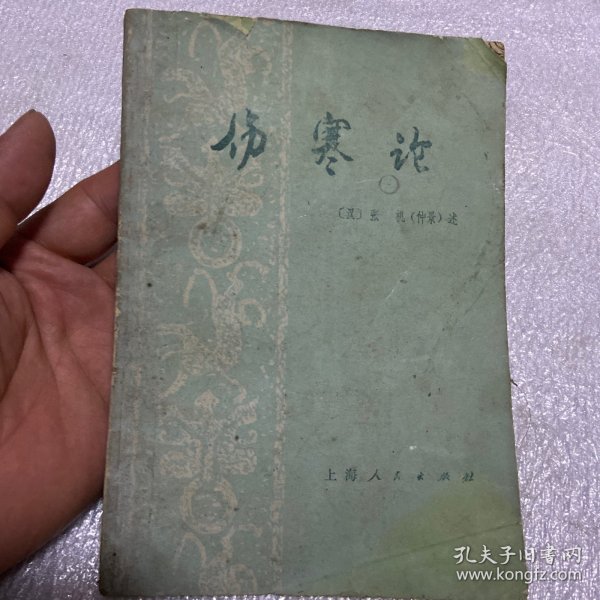 伤寒论
〔汉〕张 机(仲景)述
上海人民出版社
孔夫子旧书网
www.kongfz.com